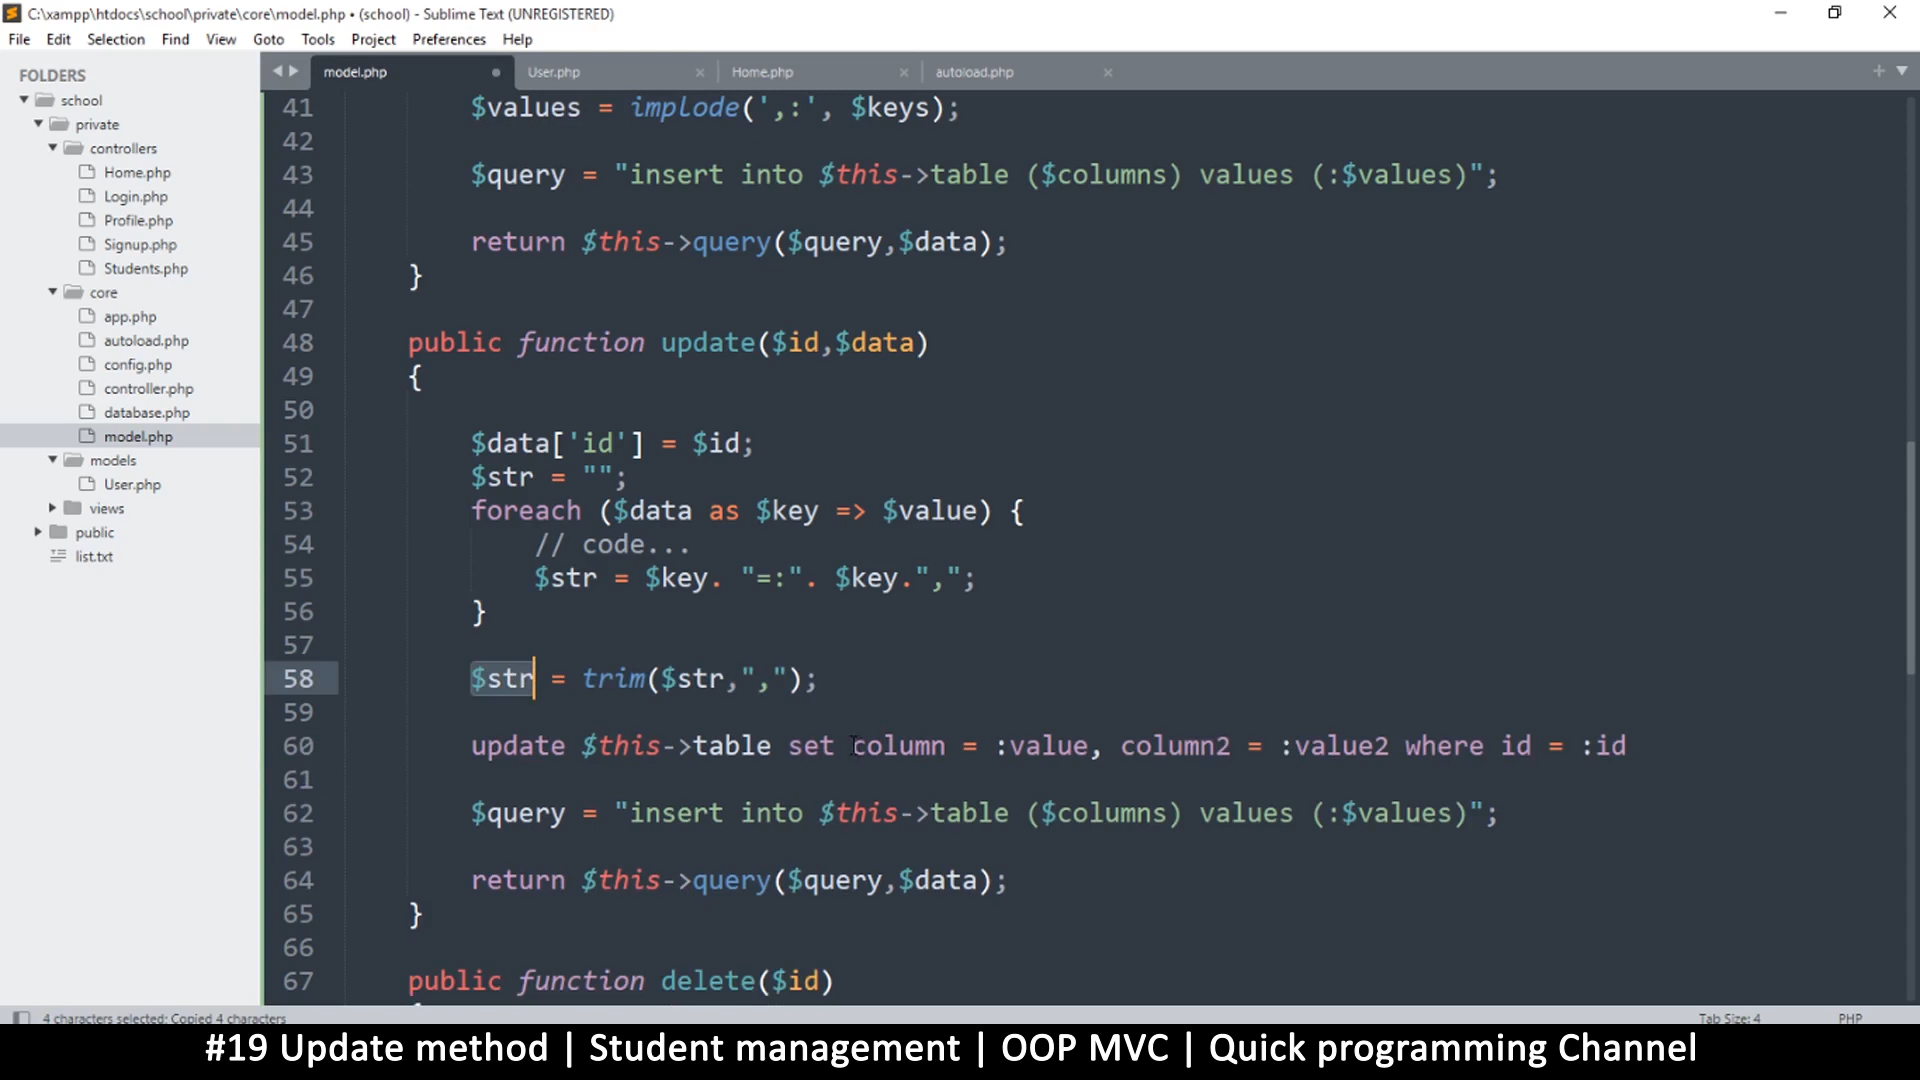 C:\xampp\htdocs\school\private\core\model.php • (school) - Sublime Text (UNREGISTERED)
File Edit Selection Find View Goto Tools Project Preferences Help
FOLDERS
school
private
controllers
Home.php
Login.php
Profile.php
Signup.php
Students.php
core
app.php
autoload.php
config.php
controller.php
database.php
model.php
models
User.php
views
public
list.txt
model.php User.php Home.php autoload.php
41 $values = implode(',:', $keys);
42
43 $query = "insert into $this->table ($columns) values (:$values)";
44
45 return $this->query($query,$data);
46 }
47
48 public function update($id,$data)
49 {
50
51 $data['id'] = $id;
52 $str = "";
53 foreach ($data as $key => $value) {
54 // code...
55 $str = $key. "=:". $key.",";
56 }
57
58 $str = trim($str,",");
59
60 update $this->table set column = :value, column2 = :value2 where id = :id
61
62 $query = "insert into $this->table ($columns) values (:$values)";
63
64 return $this->query($query,$data);
65 }
66
67 public function delete($id)
4 characters selected: Copied 4 characters Tab Size: 4 PHP
#19 Update method | Student management | OOP MVC | Quick programming Channel